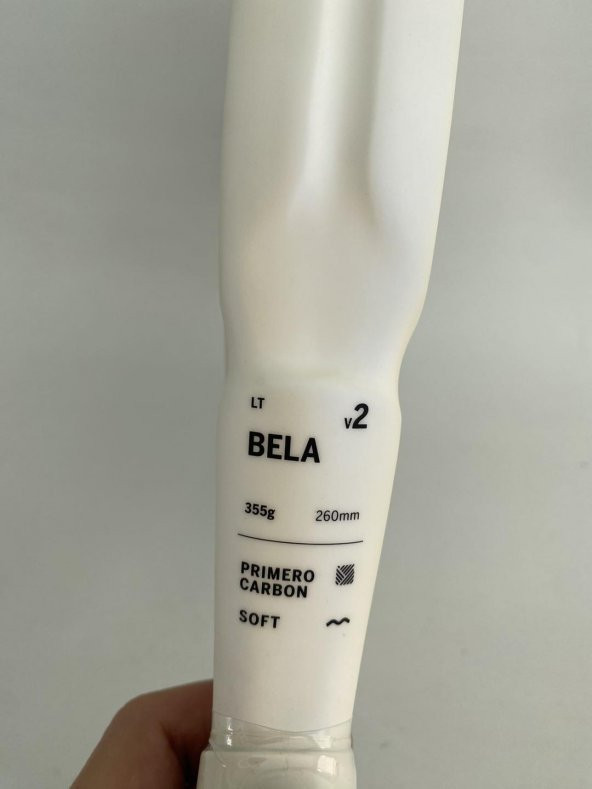 LT
v2
BELA
355g 260mm
PRIMERO
CARBON
SOFT